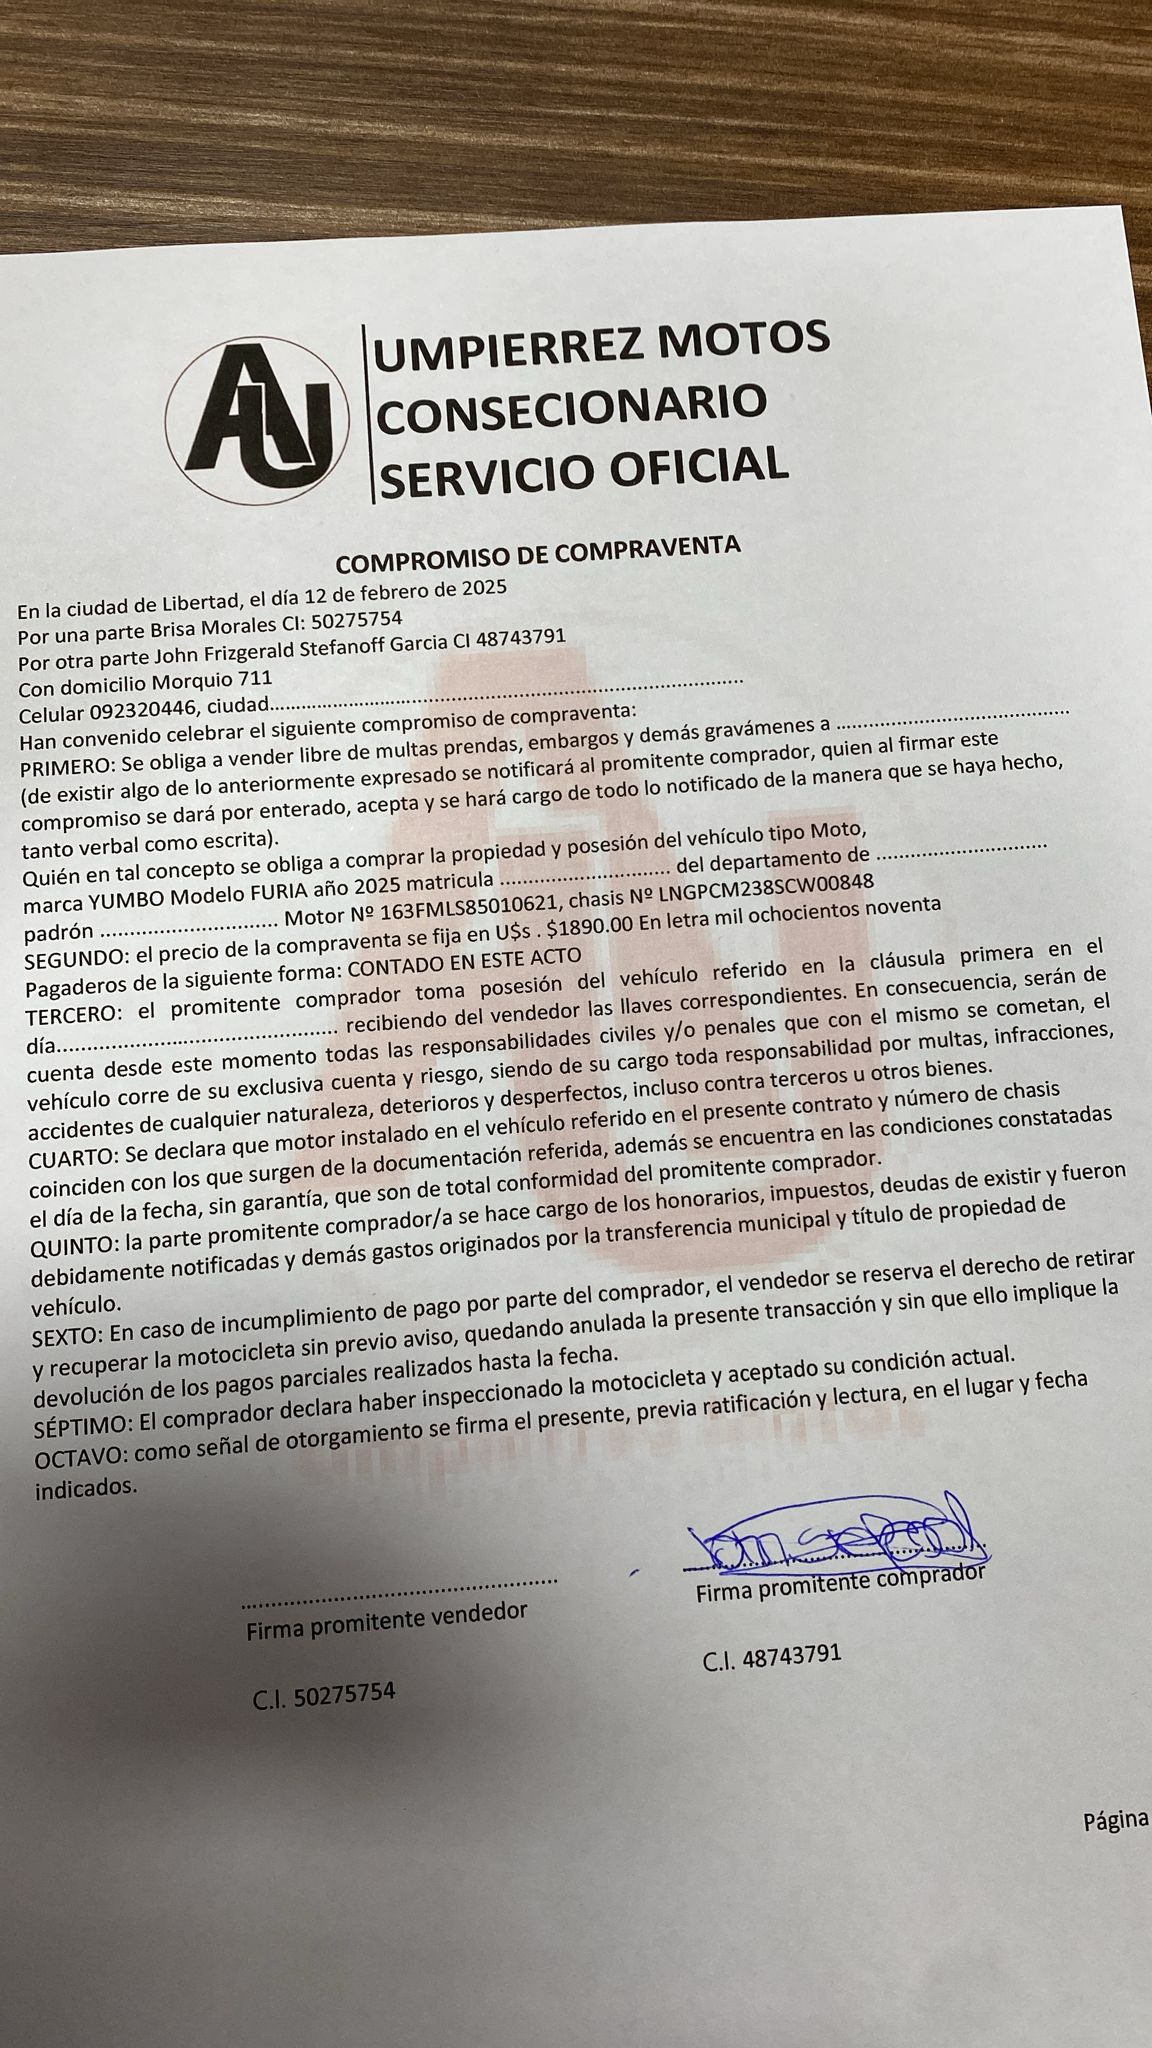 AU
UMPIERREZ MOTOS
CONSECIONARIO
SERVICIO OFICIAL
COMPROMISO DE COMPRAVENTA
En la ciudad de Libertad, el día 12 de febrero de 2025
Por una parte Brisa Morales CI: 50275754
Por otra parte John Frizgerald Stefanoff Garcia CI 48743791
Con domicilio Morquio 711
Celular 092320446, ciudad..........................................................................................
Han convenido celebrar el siguiente compromiso de compraventa:
PRIMERO: Se obliga a vender libre de multas prendas, embargos y demás gravámenes a ............................................
(de existir algo de lo anteriormente expresado se notificará al promitente comprador, quien al firmar este
compromiso se dará por enterado, acepta y se hará cargo de todo lo notificado de la manera que se haya hecho,
tanto verbal como escrita).
Quién en tal concepto se obliga a comprar la propiedad y posesión del vehículo tipo Moto,
marca YUMBO Modelo FURIA año 2025 matricula ................................ del departamento de ................................
padrón ................................ Motor Nº 163FMLS85010621, chasis Nº LNGPCM238SCW00848
SEGUNDO: el precio de la compraventa se fija en U$s . $1890.00 En letra mil ochocientos noventa
Pagaderos de la siguiente forma: CONTADO EN ESTE ACTO
TERCERO: el promitente comprador toma posesión del vehículo referido en la cláusula primera en el
día.................................................. recibiendo del vendedor las llaves correspondientes. En consecuencia, serán de
cuenta desde este momento todas las responsabilidades civiles y/o penales que con el mismo se cometan, el
vehículo corre de su exclusiva cuenta y riesgo, siendo de su cargo toda responsabilidad por multas, infracciones,
accidentes de cualquier naturaleza, deterioros y desperfectos, incluso contra terceros u otros bienes.
CUARTO: Se declara que motor instalado en el vehículo referido en el presente contrato y número de chasis
coinciden con los que surgen de la documentación referida, además se encuentra en las condiciones constatadas
el día de la fecha, sin garantía, que son de total conformidad del promitente comprador.
QUINTO: la parte promitente comprador/a se hace cargo de los honorarios, impuestos, deudas de existir y fueron
debidamente notificadas y demás gastos originados por la transferencia municipal y título de propiedad de
vehículo.
SEXTO: En caso de incumplimiento de pago por parte del comprador, el vendedor se reserva el derecho de retirar
y recuperar la motocicleta sin previo aviso, quedando anulada la presente transacción y sin que ello implique la
devolución de los pagos parciales realizados hasta la fecha.
SÉPTIMO: El comprador declara haber inspeccionado la motocicleta y aceptado su condición actual.
OCTAVO: como señal de otorgamiento se firma el presente, previa ratificación y lectura, en el lugar y fecha
indicados.
Firma promitente vendedor
Firma promitente comprador
C.I. 50275754
C.I. 48743791
Página